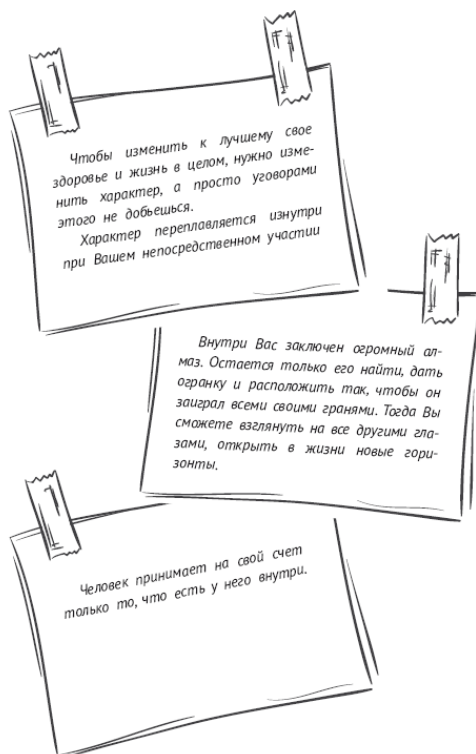 Чтобы изменить к лучшему свое
здоровье и жизнь в целом, нужно изме-
нить характер, а просто уговорами
этого не добьешься.
Характер переплавляется изнутри
при Вашем непосредственном участии
Внутри Вас заключен огромный ал-
маз. Остается только его найти, дать
огранку и расположить так, чтобы он
заиграл всеми своими гранями. Тогда Вы
сможете взглянуть на все другими гла-
зами, открыть в жизни новые гори-
зонты.
Человек принимает на свой счет
только то, что есть у него внутри.